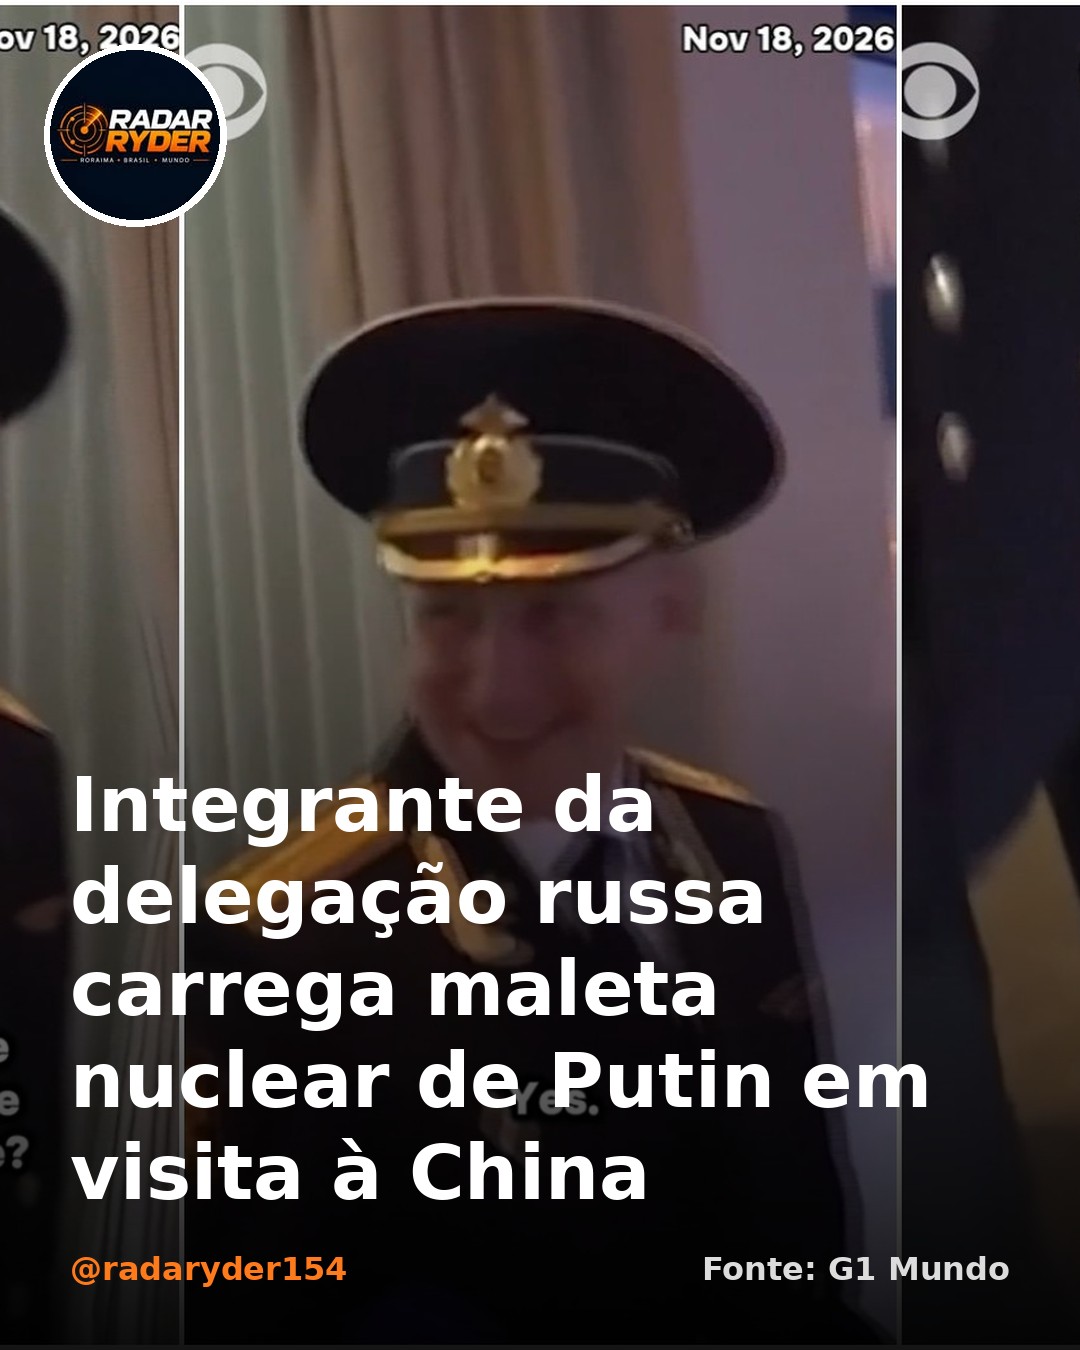 ov 18, 2026
Nov 18, 2026
RADAR
RYDER
RORAIMA • BRASIL • MUNDO
Integrante da
delegação russa
carrega maleta
nuclear de Putin em
visita à China
e
e
e?
Yes.
@radaryder154
Fonte: G1 Mundo